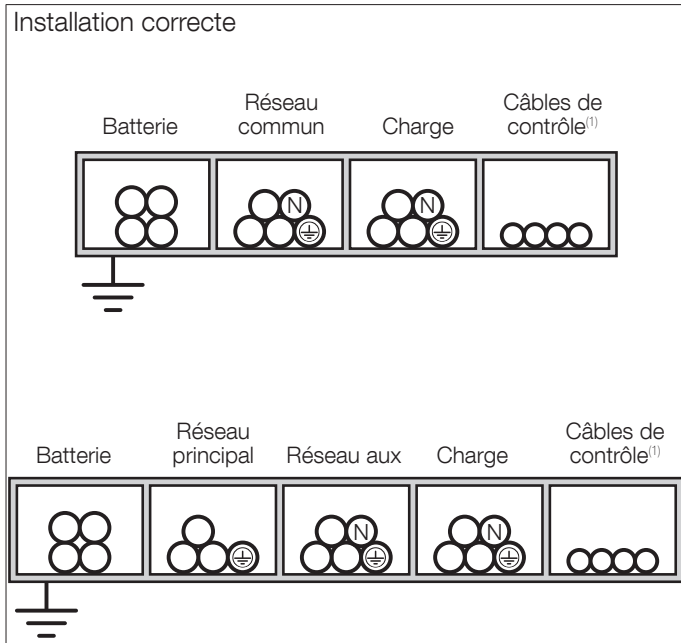 Installation correcte
Batterie
Réseau
commun
Charge
Câbles de
contrôle(1)
N
N
Batterie
Réseau
principal
Réseau aux
Charge
Câbles de
contrôle(1)
N
N